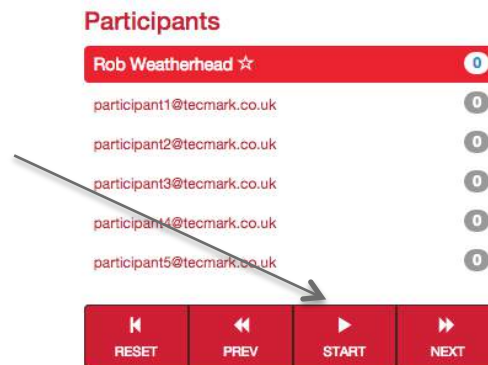 Participants
Rob Weatherhead ☆ 0
participant1@tecmark.co.uk 0
participant2@tecmark.co.uk 0
participant3@tecmark.co.uk 0
participant4@tecmark.co.uk 0
participant5@tecmark.co.uk 0
RESET PREV START NEXT